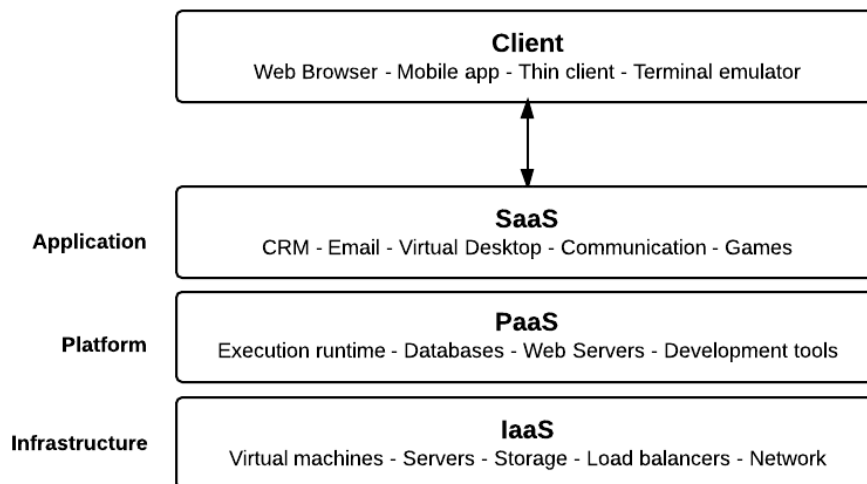 Client
Web Browser - Mobile app - Thin client - Terminal emulator
Application
SaaS
CRM - Email - Virtual Desktop - Communication - Games
Platform
PaaS
Execution runtime - Databases - Web Servers - Development tools
Infrastructure
IaaS
Virtual machines - Servers - Storage - Load balancers - Network